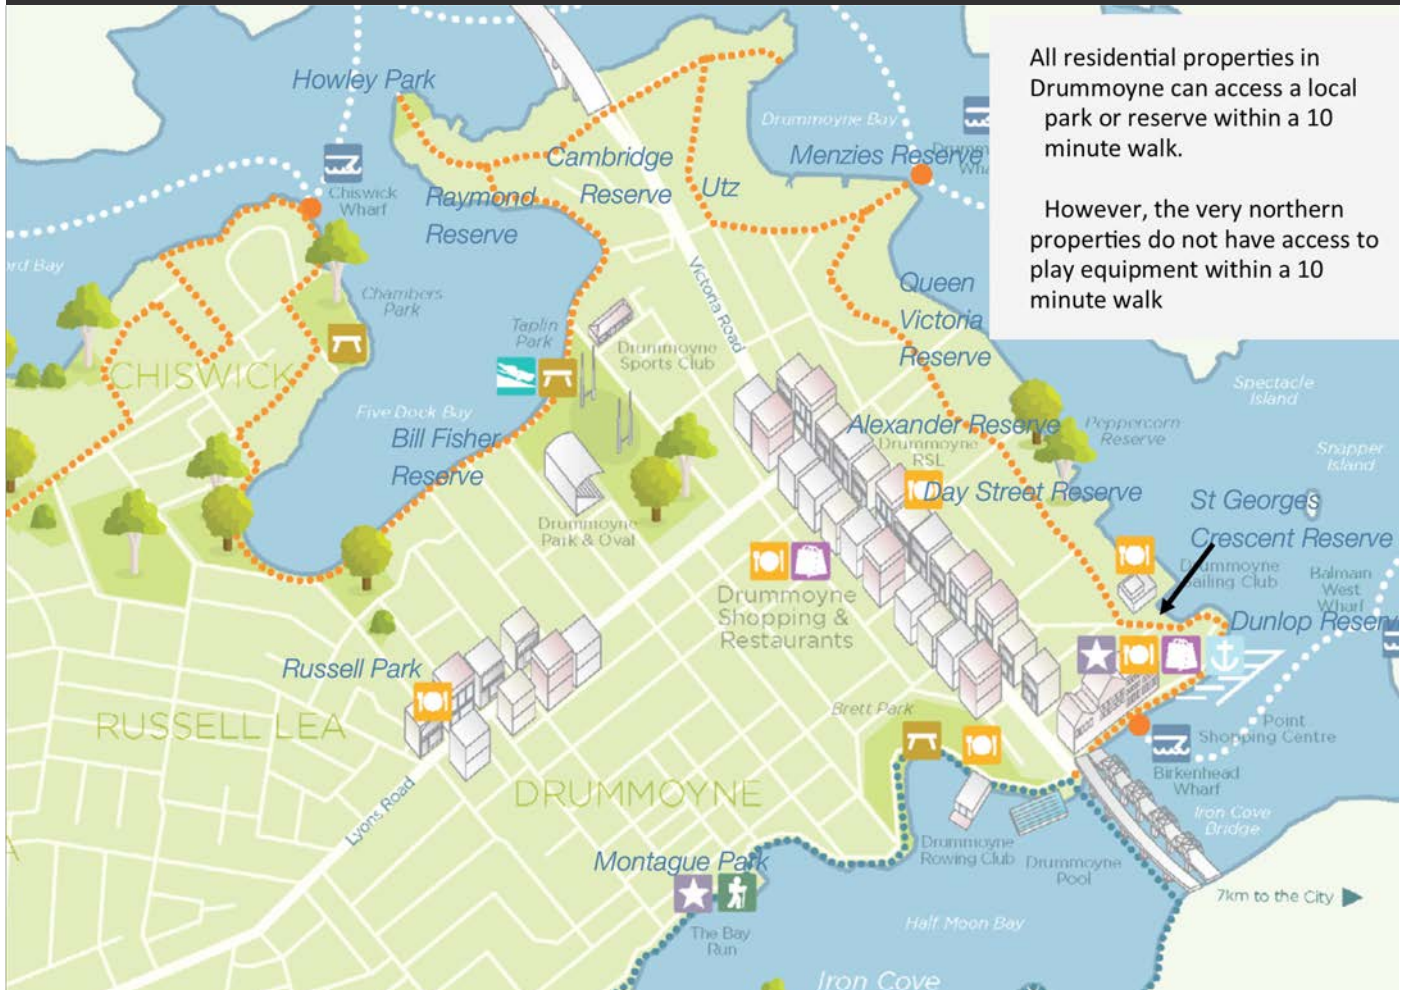 All residential properties in
Drummoyne can access a local
park or reserve within a 10
minute walk.
However, the very northern
properties do not have access to
play equipment within a 10
minute walk
Howley Park
Drummoyne Bay
Menzies Reserve
Cambridge
Reserve
Utz
Chiswick
Wharf
Raymond
Reserve
Victoria Road
Chambers
Park
Queen
Victoria
Reserve
Taplin
Park
Drummoyne
Sports Club
CHISWICK
Spectacle
Island
Five Dock Bay
Bill Fisher
Reserve
Alexander Reserve
Drummoyne
RSL
Peppercorn
Reserve
Snapper
Island
Day Street Reserve
St Georges
Crescent Reserve
Drummoyne
Park & Oval
Drummoyne
Sailing Club
Balmain
West
Wharf
Drummoyne
Shopping &
Restaurants
Dunlop Reserv
Russell Park
RUSSELL LEA
Brett Park
Point
Shopping Centre
Birkenhead
Wharf
Iron Cove
Bridge
DRUMMOYNE
Lyons Road
Drummoyne
Rowing Club
Drummoyne
Pool
Montague Park
The Bay
Run
7km to the City
Half Moon Bay
Iron Cove